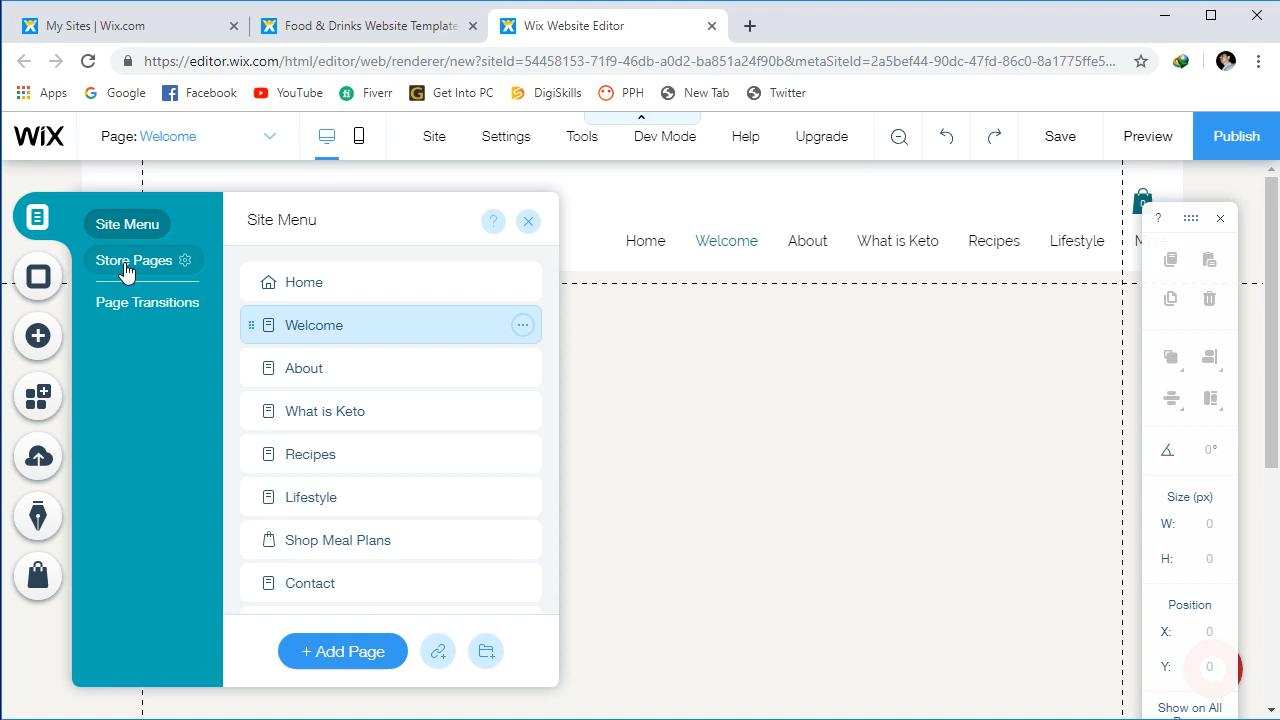 My Sites | Wix.com
Food & Drinks Website Template
Wix Website Editor
https://editor.wix.com/html/editor/web/renderer/new?siteId=54458153-71f9-46db-a0d2-ba851a24f90b&metaSiteId=2a5bef44-90dc-47fd-86c0-8a1775ffe5...
Apps
Google
Facebook
YouTube
Fiverr
GetInto PC
DigiSkills
PPH
New Tab
Twitter
WIX
Page: Welcome
Site
Settings
Tools
Dev Mode
Help
Upgrade
Save
Preview
Publish
Site Menu
Store Pages
Page Transitions
Site Menu
?
Home
Welcome
About
What is Keto
Recipes
Lifestyle
Shop Meal Plans
Contact
+ Add Page
0
Home
Welcome
About
What is Keto
Recipes
Lifestyle
More
?
0°
Size (px)
W: 0
H: 0
Position
X: 0
Y: 0
Show on All